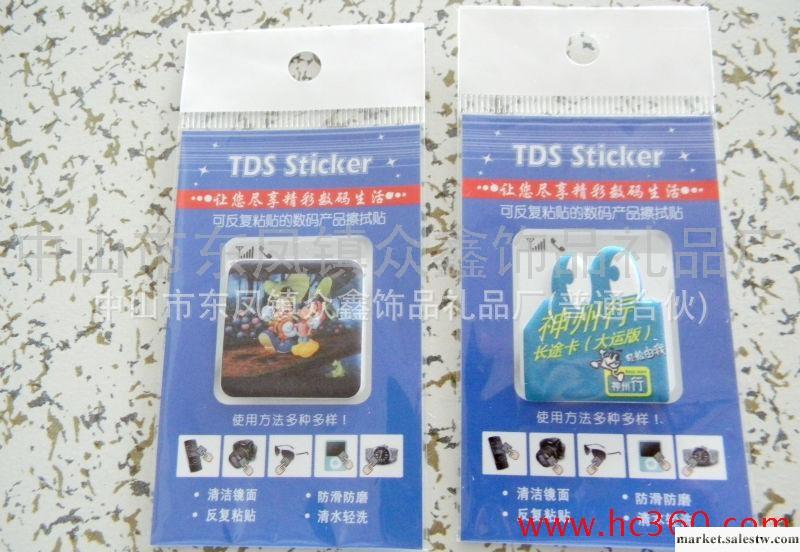 TDS Sticker
让您尽享精彩数码生活
可反复粘贴的数码产品擦拭贴
使用方法多种多样！
• 清洁镜面 • 防滑防磨
• 反复粘贴 • 清水轻洗
TDS Sticker
让您尽享精彩数码生活
可反复粘贴的数码产品擦拭贴
神州行
长途卡（大运版）
轻松由我
神州行
使用方法多种多样！
• 清洁镜面 • 防滑防磨
• 反复粘贴
中山市东凤镇众鑫饰品礼品厂
中山市东凤镇众鑫饰品礼品厂(普通合伙)
www.hc360.com
market.salestw.com